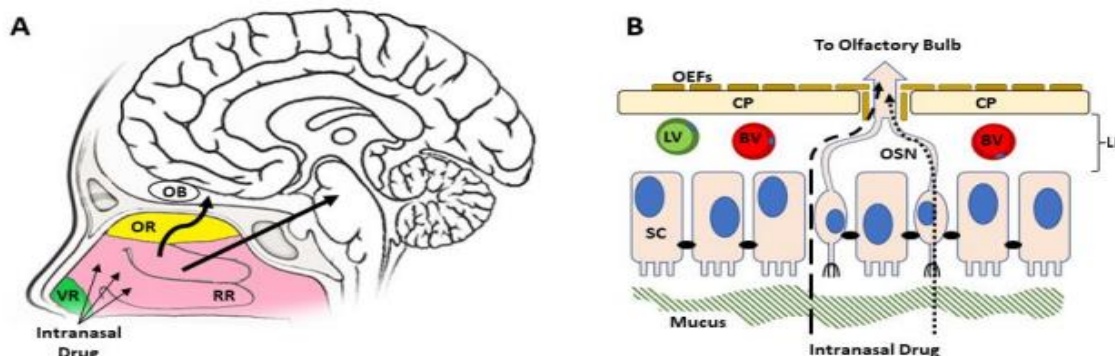 A
OB
OR
VR
RR
Intranasal
Drug
B
To Olfactory Bulb
OEFs
CP
CP
LV
BV
OSN
BV
SC
Mucus
Intranasal Drug